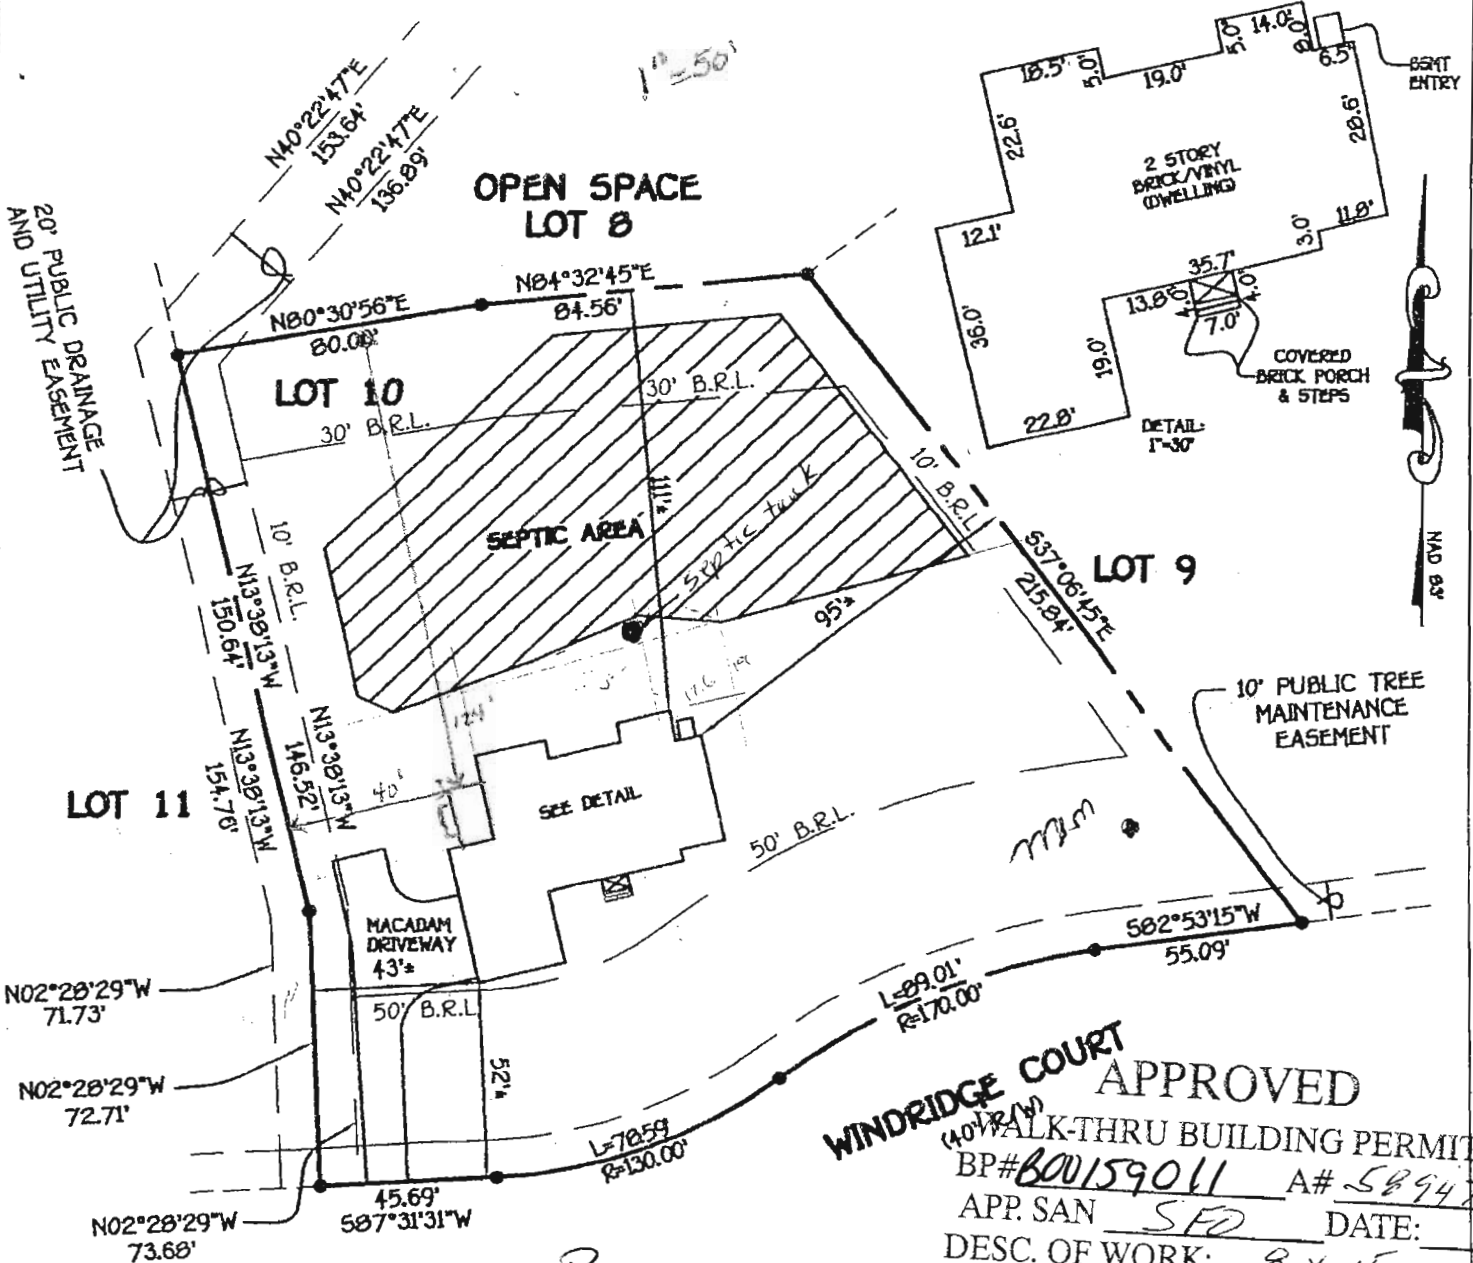 1"=50'
N40°22'47"E
153.64'
N40°22'47"E
136.89'
OPEN SPACE
LOT 8
20' PUBLIC DRAINAGE
AND UTILITY EASEMENT
N80°30'56"E
80.00'
N84°32'45"E
84.56'
LOT 10
30' B.R.L.
30' B.R.L.
18.5'
5.0'
19.0'
5.0'
14.0'
8.0'
6.5'
BSMT
ENTRY
22.6'
28.6'
2 STORY
BRICK/VINYL
(DWELLING)
12.1'
11.8'
3.0'
35.7'
13.8'
4.0'
4.0'
7.0'
36.0'
19.0'
22.8'
COVERED
BRICK PORCH
& STEPS
DETAIL:
1"=30'
NAD 83'
10' B.R.L.
SEPTIC AREA
111'±
septic tank
10' B.R.L.
S37°06'45"E
215.84'
LOT 9
95'±
N13°38'13"W
150.64'
N13°38'13"W
146.52'
N13°38'13"W
154.76'
LOT 11
124'
40'
17.6
SEE DETAIL
50' B.R.L.
10' PUBLIC TREE
MAINTENANCE
EASEMENT
MACADAM
DRIVEWAY
43'±
50' B.R.L.
52'±
N02°28'29"W
71.73'
N02°28'29"W
72.71'
N02°28'29"W
73.68'
45.69'
S87°31'31"W
L=78.59'
R=130.00'
L=89.01'
R=170.00'
S82°53'15"W
55.09'
WINDRIDGE COURT
(40' R/W)
APPROVED
WALK-THRU BUILDING PERMIT
BP# B00159011 A# 58947
APP. SAN SFD DATE:
DESC. OF WORK: